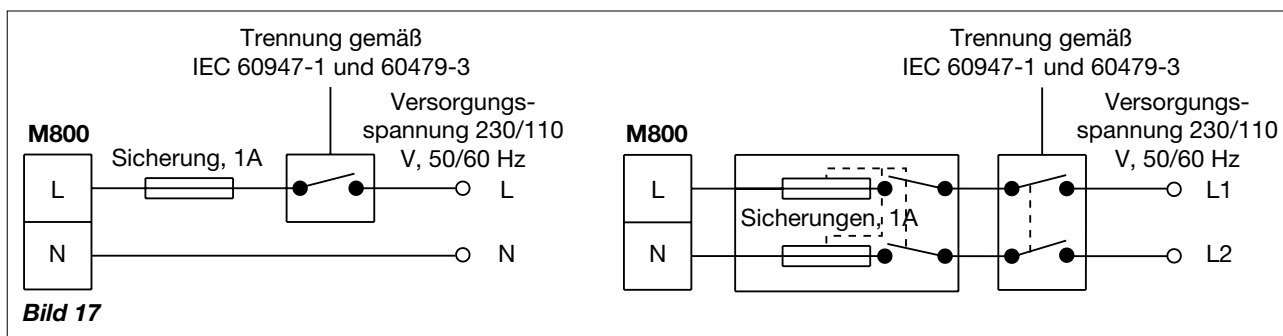 Trennung gemäß
IEC 60947-1 und 60479-3
Versorgungs-
spannung 230/110
V, 50/60 Hz
M800
Sicherung, 1A
L
L
N
N
Trennung gemäß
IEC 60947-1 und 60479-3
Versorgungs-
spannung 230/110
V, 50/60 Hz
M800
L
L1
Sicherungen, 1A
N
L2
Bild 17